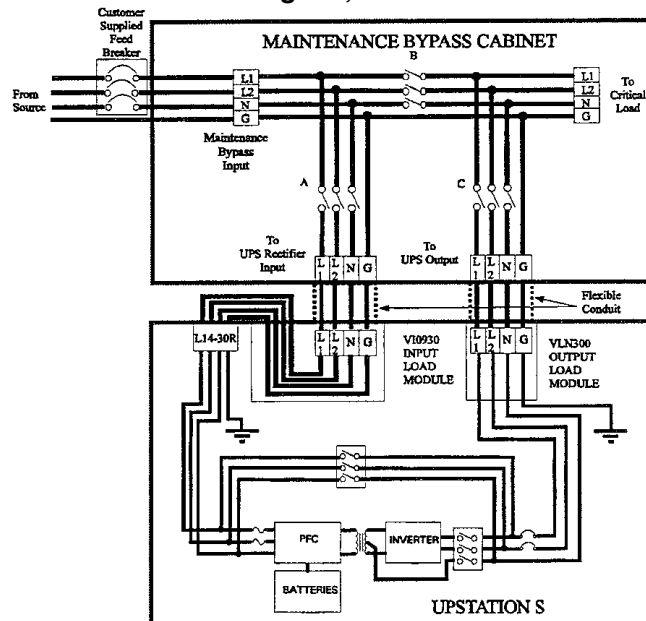 Customer
Supplied
Feed
Breaker
MAINTENANCE BYPASS CABINET
B
From
Source
L1
L2
N
G
L1
L2
N
G
To
Critical
Load
Maintenance
Bypass
Input
A
C
To
UPS Rectifier
Input
L1 L2 N G
To
UPS Output
L1 L2 N G
Flexible
Conduit
L14-30R
L1 L2 N G
VI0930
INPUT
LOAD
MODULE
L1 L2 N G
VLN300
OUTPUT
LOAD
MODULE
PFC
INVERTER
BATTERIES
UPSTATION S